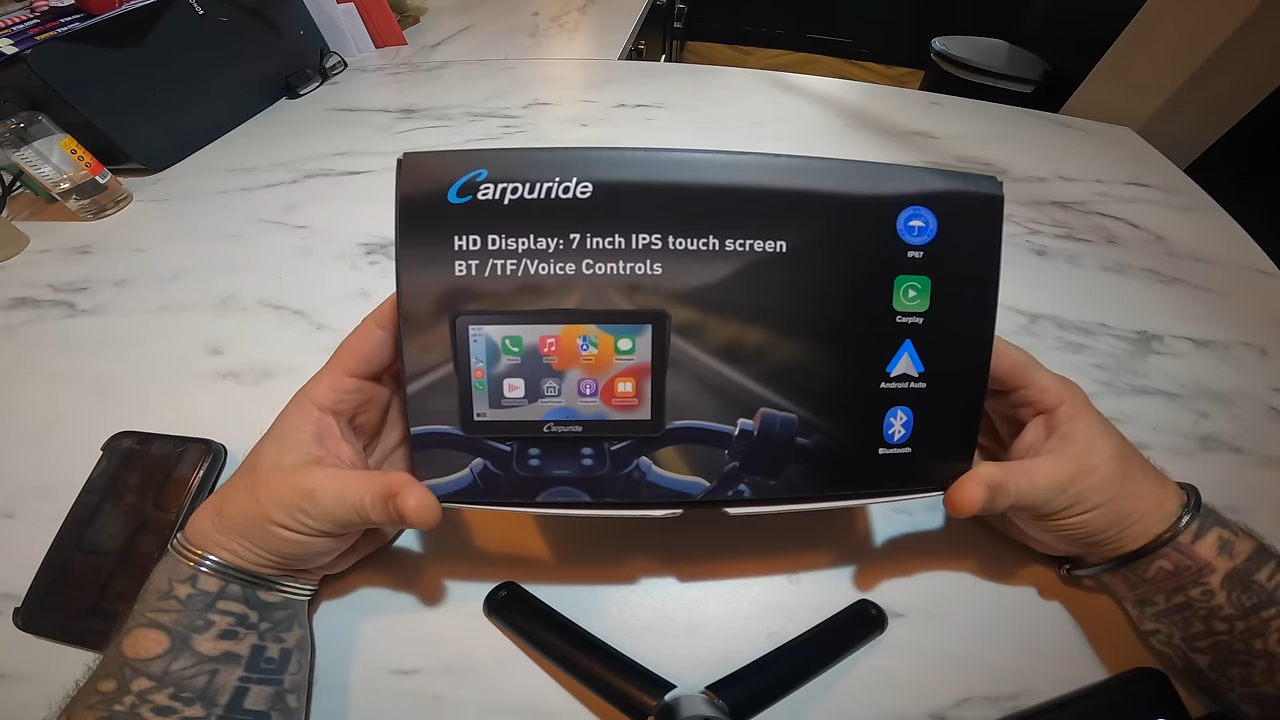 Carpuride
HD Display: 7 inch IPS touch screen
BT /TF/Voice Controls
IP67
Carplay
Android Auto
Bluetooth
Carpuride